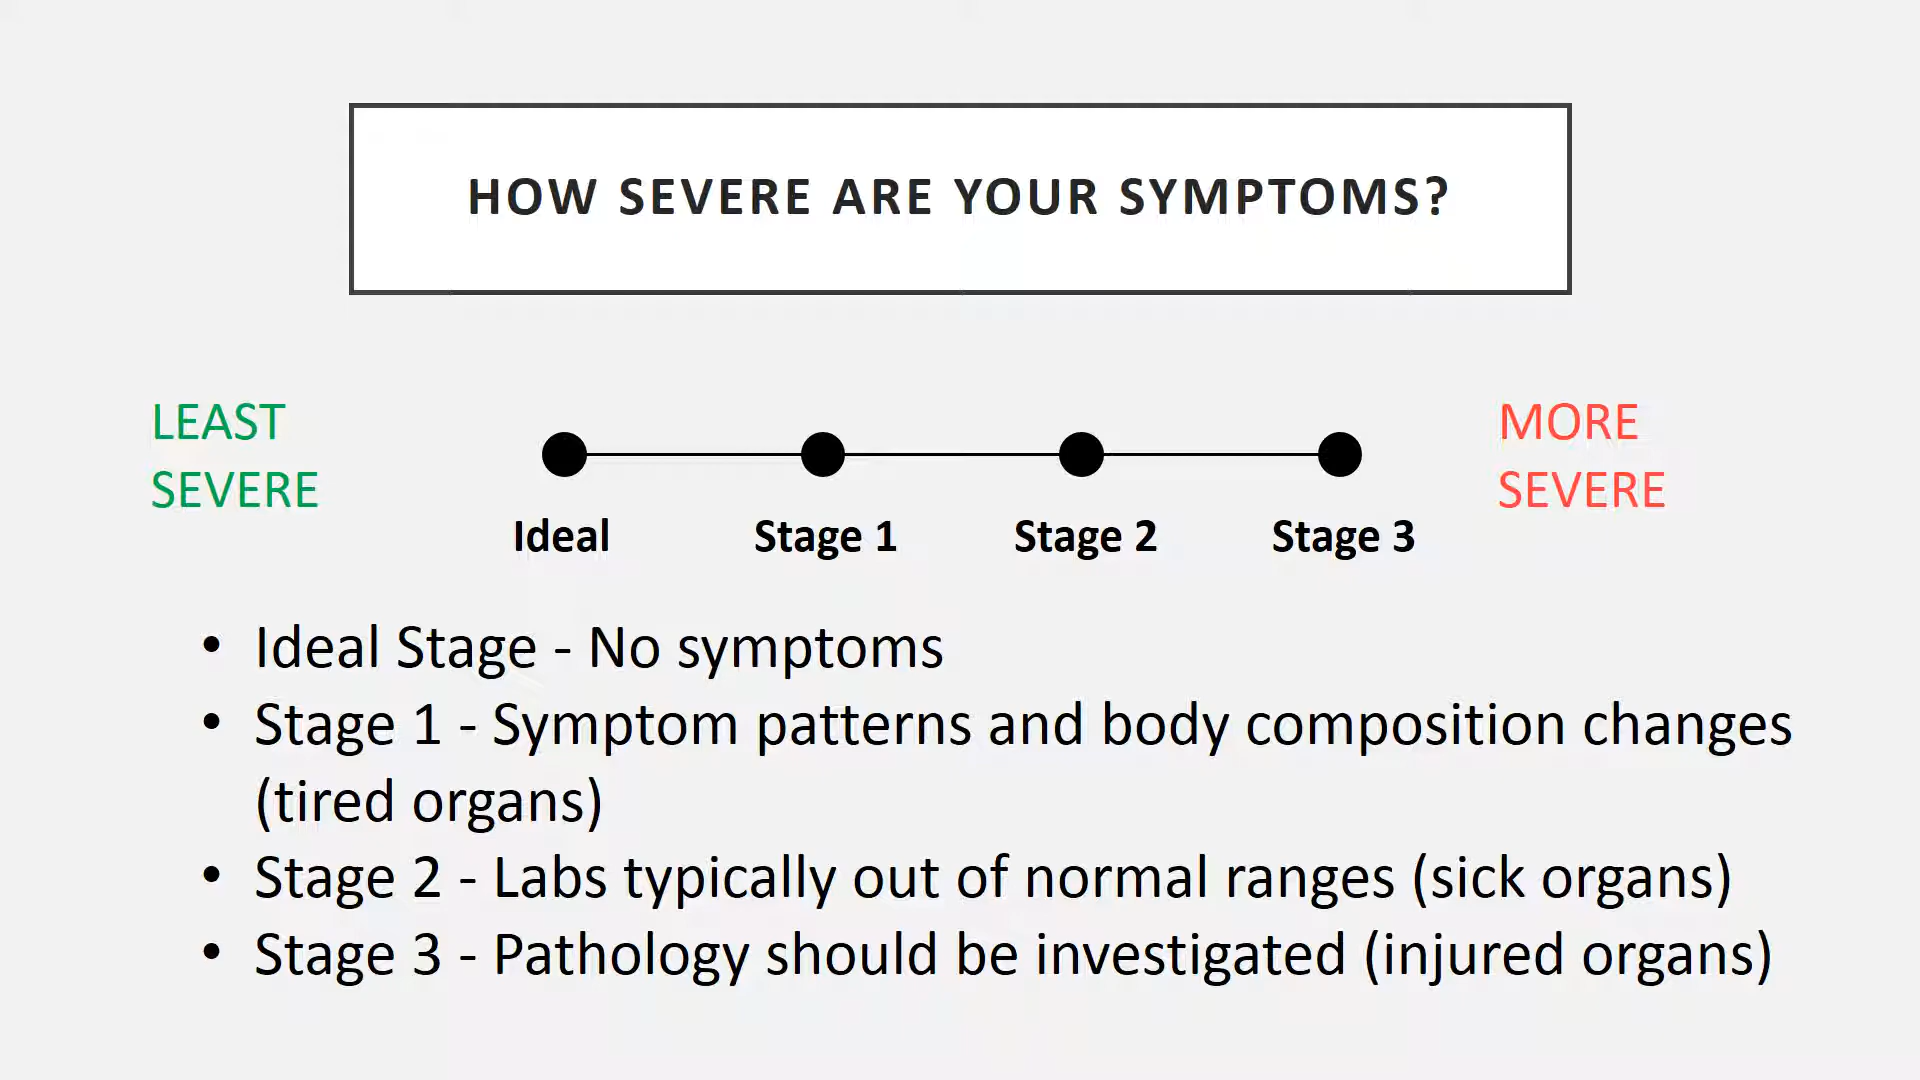 HOW SEVERE ARE YOUR SYMPTOMS?
LEAST
SEVERE
MORE
SEVERE
Ideal
Stage 1
Stage 2
Stage 3
• Ideal Stage - No symptoms
• Stage 1 - Symptom patterns and body composition changes
(tired organs)
• Stage 2 - Labs typically out of normal ranges (sick organs)
• Stage 3 - Pathology should be investigated (injured organs)